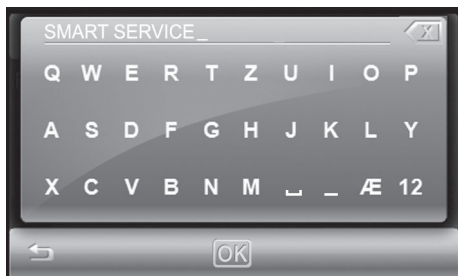 SMART SERVICE_
X
Q W E R T Z U I O P
A S D F G H J K L Y
X C V B N M ⎵ _ Æ 12
OK